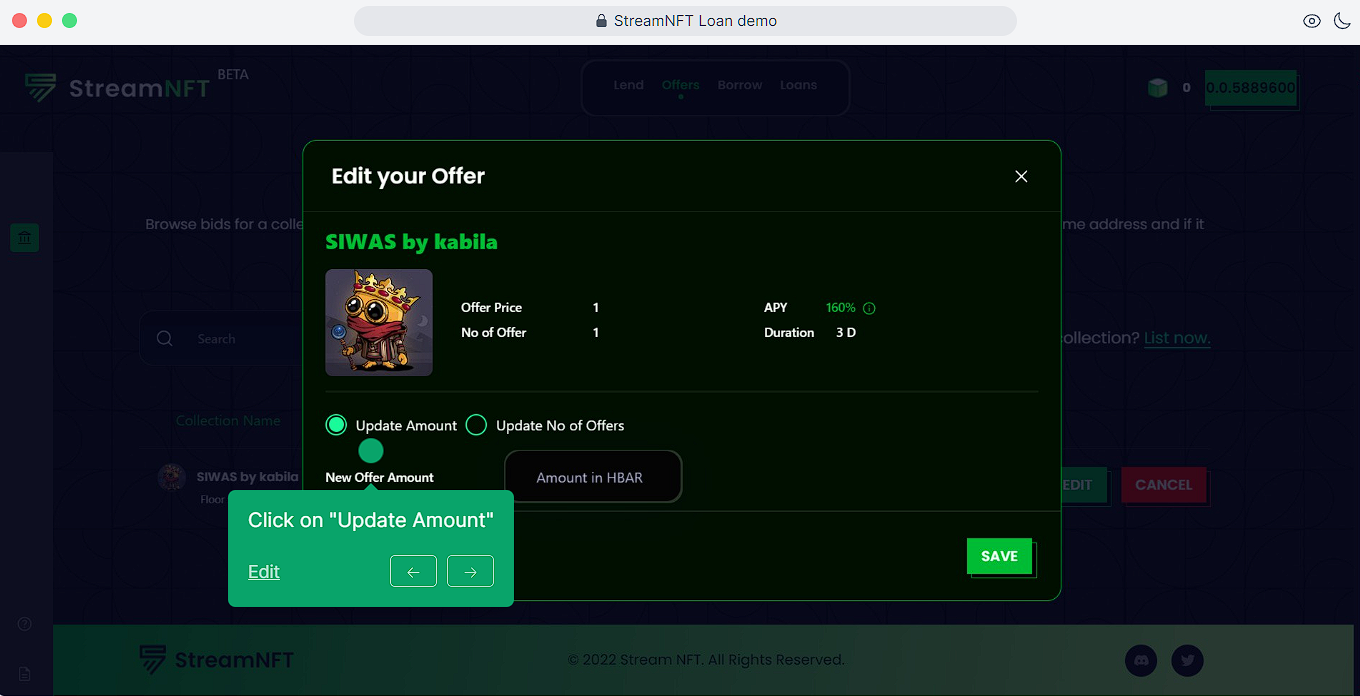 StreamNFT Loan demo
StreamNFT BETA
Lend Offers Borrow Loans
0 0.0.5889600
Edit your Offer
Browse bids for a colle
me address and if it
SIWAS by kabila
Offer Price 1 APY 160%
No of Offer 1 Duration 3 D
Search
ollection? List now.
Collection Name
Update Amount Update No of Offers
SIWAS by kabila
New Offer Amount Amount in HBAR
EDIT CANCEL
Floor
Click on "Update Amount"
Edit
SAVE
StreamNFT
© 2022 Stream NFT. All Rights Reserved.